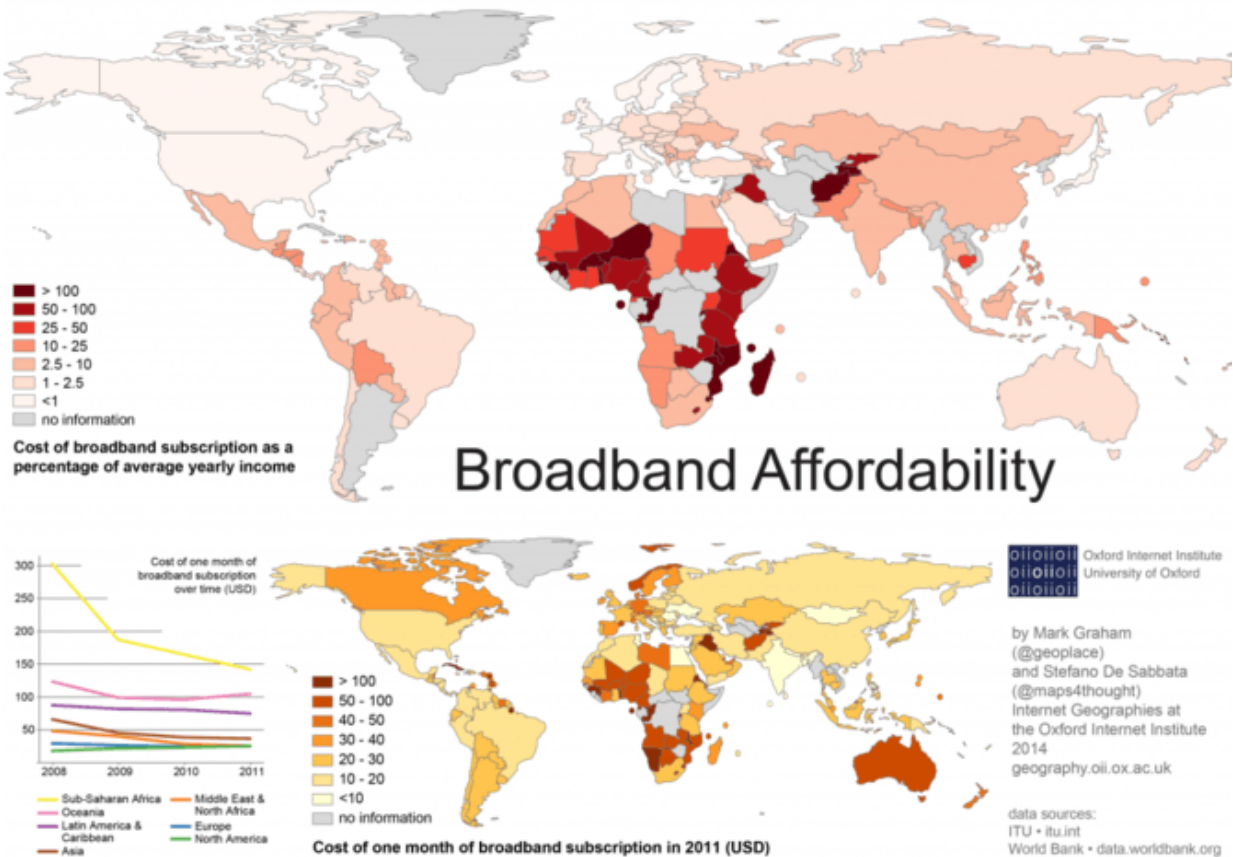 > 100
50 - 100
25 - 50
10 - 25
2.5 - 10
1 - 2.5
<1
no information
Cost of broadband subscription as a
percentage of average yearly income
Broadband Affordability
Cost of one month of
broadband subscription
over time (USD)
300
250
200
150
100
50
2008
2009
2010
2011
Sub-Saharan Africa
Oceania
Latin America &
Caribbean
Asia
Middle East &
North Africa
Europe
North America
> 100
50 - 100
40 - 50
30 - 40
20 - 30
10 - 20
<10
no information
Cost of one month of broadband subscription in 2011 (USD)
oiioiioii
oiioiioii
oiioiioii
Oxford Internet Institute
University of Oxford
by Mark Graham
(@geoplace)
and Stefano De Sabbata
(@maps4thought)
Internet Geographies at
the Oxford Internet Institute
2014
geography.oii.ox.ac.uk
data sources:
ITU • itu.int
World Bank • data.worldbank.org